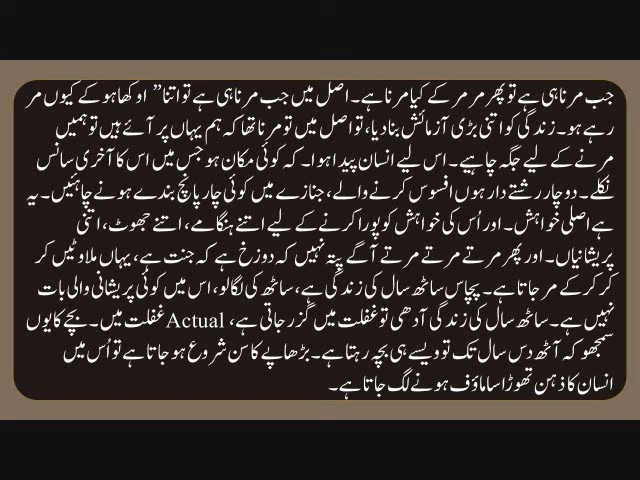 جب مرنا ہی ہے تو پھر مر مر کے کیا مرنا ہے۔ اصل میں جب مرنا ہی ہے تو اتنا ” اوکھا ہو کے کیوں مر
رہے ہو۔ زندگی کو اتنی بڑی آزمائش بنا دیا، تو اصل میں تو مرنا تھا کہ ہم یہاں پر آئے ہیں تو ہمیں
مرنے کے لیے جگہ چاہیے۔ اس لیے انسان پیدا ہوا۔ کہ کوئی مکان ہو جس میں اس کا آخری سانس
نکلے۔ دو چار رشتے دار ہوں افسوس کرنے والے، جنازے میں کوئی چار پانچ بندے ہونے چاہئیں۔ یہ
ہے اصلی خواہش۔ اور اُس کی خواہش کو پورا کرنے کے لیے اتنے ہنگامے، اتنے جھوٹ، اتنی
پریشانیاں۔ اور پھر مرتے مرتے مرتے آگے پتہ نہیں کہ دوزخ ہے کہ جنت ہے، یہاں ملاوٹیں کر
کر کر کے مر جاتا ہے۔ پچاس ساٹھ سال کی زندگی ہے، ساٹھ کی لگا لو، اس میں کوئی پریشانی والی بات
نہیں ہے۔ ساٹھ سال کی زندگی آدھی تو غفلت میں گزر جاتی ہے، Actual غفلت میں۔ بچے کا یوں
سمجھو کہ آٹھ دس سال تک تو ویسے ہی بچہ رہتا ہے۔ بڑھاپے کا سن شروع ہو جاتا ہے تو اُس میں
انسان کا ذہن تھوڑا سا ماؤف ہونے لگ جاتا ہے۔